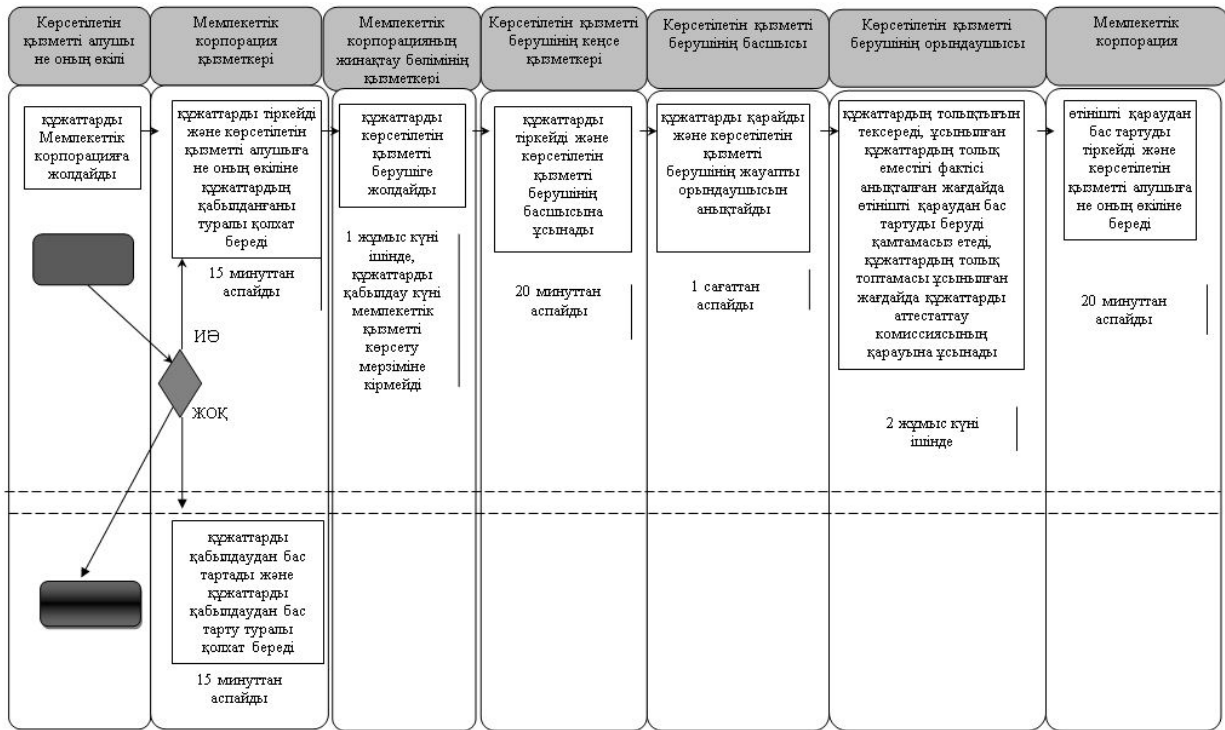 Көрсетілетін
қызметті алушы
не оның өкілі
Мемлекеттік
корпорация
қызметкері
Мемлекеттік
корпорацияның
жинақтау бөлімінің
қызметкері
Көрсетілетін қызметті
берушінің кеңсе
қызметкері
Көрсетілетін қызметті
берушінің басшысы
Көрсетілетін қызметті
берушінің орындаушысы
Мемлекеттік
корпорация
құжаттарды
Мемлекеттік
корпорацияға
жолдайды
құжаттарды тіркейді
және көрсетілетін
қызметті алушыға
не оның өкіліне
құжаттардың
қабылданғаны
туралы қолхат
береді
15 минуттан
аспайды
ИӘ
ЖОҚ
құжаттарды
қабылдаудан бас
тартады және
құжаттарды
қабылдаудан бас
тарту туралы
қолхат береді
15 минуттан
аспайды
құжаттарды
көрсетілетін
қызметті
берушіге
жолдайды
1 жұмыс күні
ішінде,
құжаттарды
қабылдау күні
мемлекеттік
қызметті
көрсету
мерзіміне
кірмейді
құжаттарды
тіркейді және
көрсетілетін
қызметті
берушінің
басшысына
ұсынады
20 минуттан
аспайды
құжаттарды қарайды
және көрсетілетін
қызметті
берушінің жауапты
орындаушысын
анықтайды
1 сағаттан
аспайды
құжаттардың толықтығын
тексереді, ұсынылған
құжаттардың толық
еместігі фактісі
анықталған жағдайда
өтінішті қараудан бас
тартуды беруді
қамтамасыз етеді,
құжаттардың толық
топтамасы ұсынылған
жағдайда құжаттарды
аттестаттау
комиссиясының
қарауына ұсынады
2 жұмыс күні
ішінде
өтінішті қараудан
бас тартуды
тіркейді және
көрсетілетін
қызметті алушыға
не оның өкіліне
береді
20 минуттан
аспайды